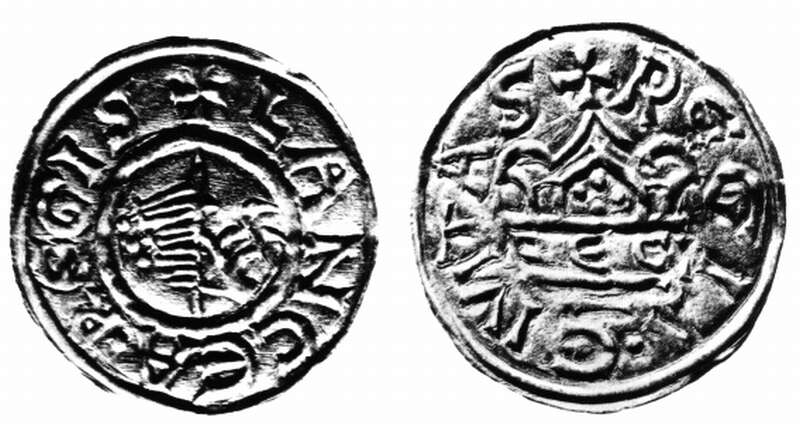 ✠ LANCEA REGIS
✠ REGIA CIVITAS